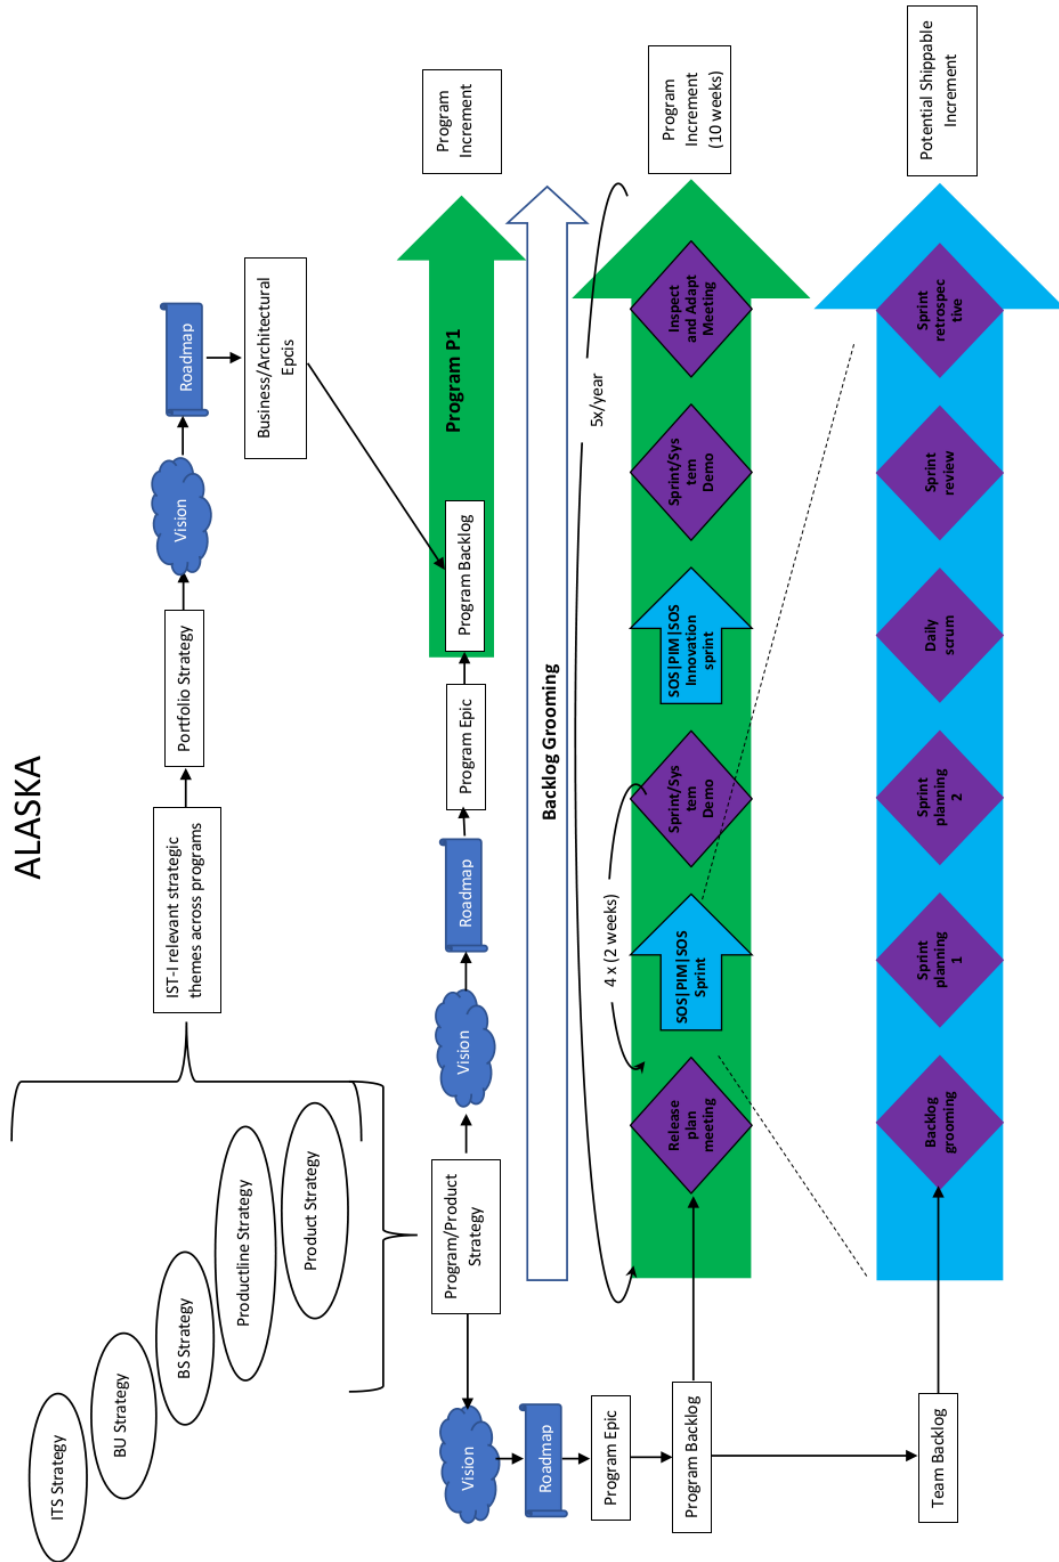 ALASKA
ITS Strategy
BU Strategy
BS Strategy
Productline Strategy
Product Strategy
IST-I relevant strategic
themes across programs
Portfolio Strategy
Vision
Roadmap
Business/Architectural
Epcis
Program/Product
Strategy
Vision
Roadmap
Program Epic
Program Backlog
Program P1
Program
Increment
Backlog Grooming
5x/year
4 x (2 weeks)
Vision
Roadmap
Program Epic
Program Backlog
Release
plan
meeting
SOS|PIM|SOS
Sprint
Sprint/Sys
tem
Demo
SOS|PIM|SOS
Innovation
sprint
Sprint/Sys
tem
Demo
Inspect
and Adapt
Meeting
Program
Increment
(10 weeks)
Team Backlog
Backlog
grooming
Sprint
planning
1
Sprint
planning
2
Daily
scrum
Sprint
review
Sprint
retrospec
tive
Potential Shippable
Increment